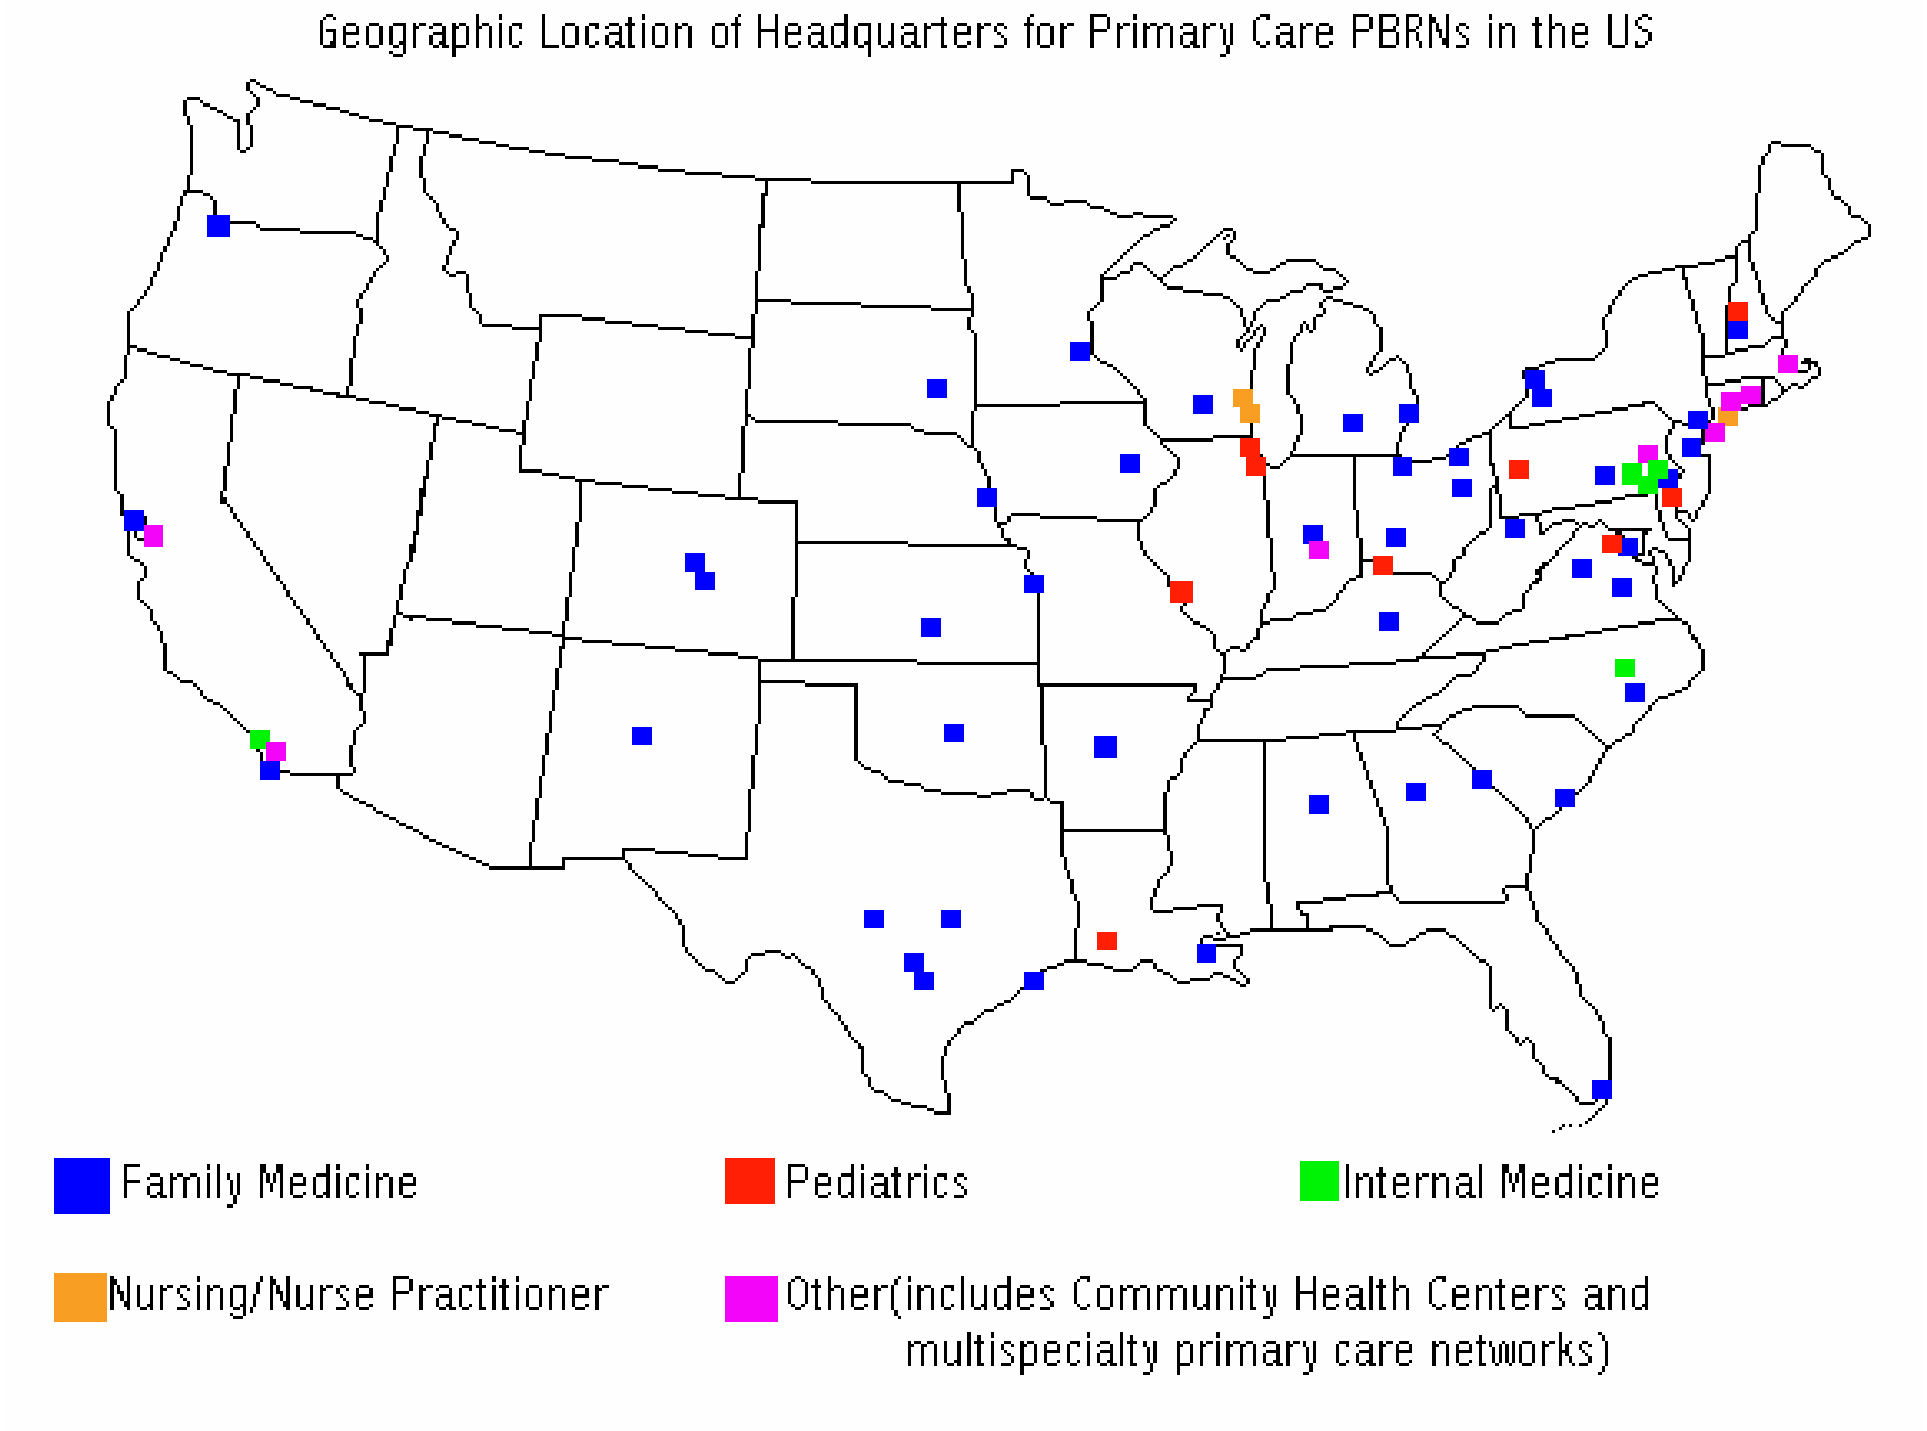 Geographic Location of Headquarters for Primary Care PBRNs in the US
Family Medicine
Pediatrics
Internal Medicine
Nursing/Nurse Practitioner
Other(includes Community Health Centers and
multispecialty primary care networks)